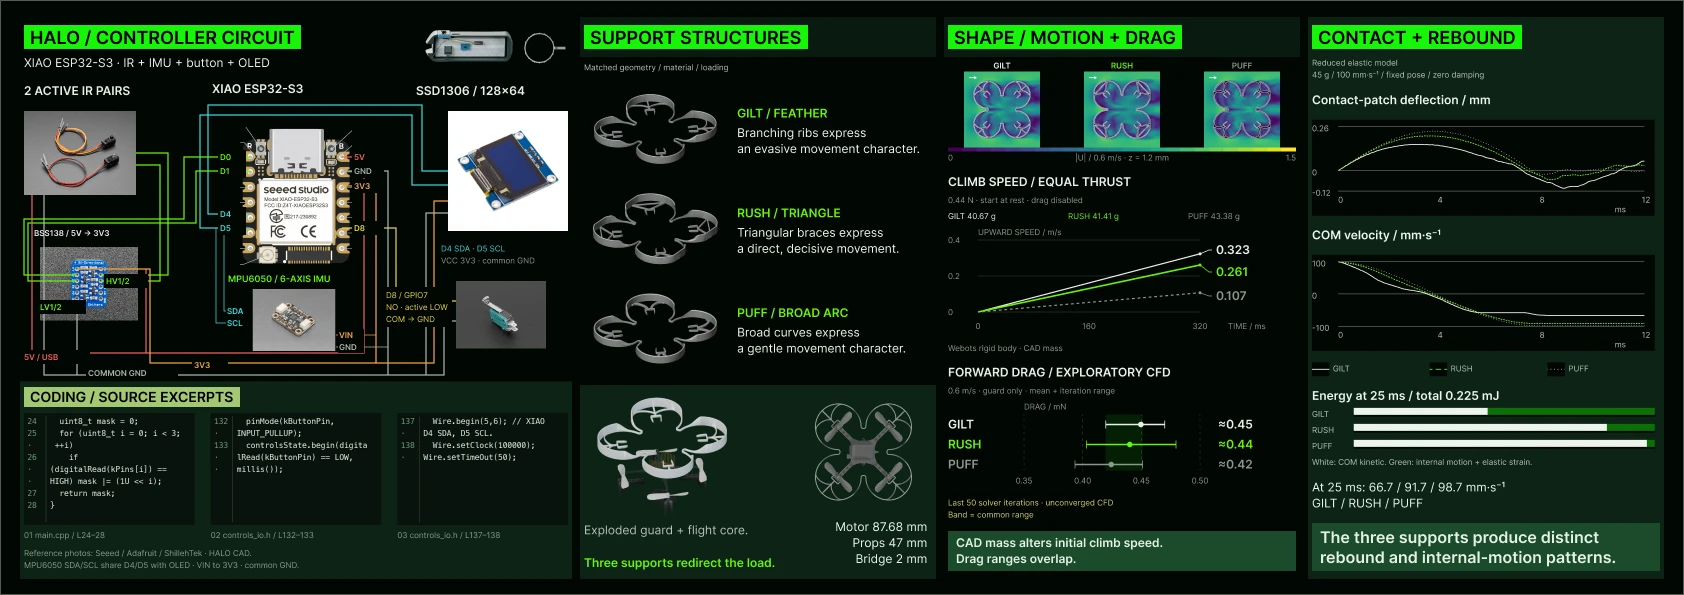 HALO / CONTROLLER CIRCUIT
XIAO ESP32-S3 · IR + IMU + button + OLED
2 ACTIVE IR PAIRS
XIAO ESP32-S3
SSD1306 / 128×64
R
B
D0
D1
D4
D5
5V
GND
3V3
D8
seeed studio
Model:XIAO-ESP32-S3
FCC ID:Z4T-XIAOESP32S3
BSS138 / 5V → 3V3
HV1/2
LV1/2
D4 SDA · D5 SCL
VCC 3V3 · common GND
MPU6050 / 6-AXIS IMU
D8 / GPIO7
NO · active LOW
COM → GND
SDA
SCL
VIN
GND
5V / USB
3V3
COMMON GND
CODING / SOURCE EXCERPTS
24 uint8_t mask = 0;
25 for (uint8_t i = 0; i < 3;
· ++i)
26 if
· (digitalRead(kPins[i]) ==
· HIGH) mask |= (1U << i);
27 return mask;
28 }
132 pinMode(kButtonPin,
· INPUT_PULLUP);
133 controlsState.begin(digita
· lRead(kButtonPin) == LOW,
· millis());
137 Wire.begin(5,6); // XIAO
· D4 SDA, D5 SCL.
138 Wire.setClock(100000);
· Wire.setTimeOut(50);
01 main.cpp / L24–28
02 controls_io.h / L132–133
03 controls_io.h / L137–138
Reference photos: Seeed / Adafruit / ShillehTek · HALO CAD.
MPU6050 SDA/SCL share D4/D5 with OLED · VIN to 3V3 · common GND.
SUPPORT STRUCTURES
Matched geometry / material / loading
GILT / FEATHER
Branching ribs express
an evasive movement character.
RUSH / TRIANGLE
Triangular braces express
a direct, decisive movement.
PUFF / BROAD ARC
Broad curves express
a gentle movement character.
Exploded guard + flight core.
Three supports redirect the load.
Motor 87.68 mm
Props 47 mm
Bridge 2 mm
SHAPE / MOTION + DRAG
GILT
RUSH
PUFF
0
|U| / 0.6 m/s · z = 1.2 mm
1.5
CLIMB SPEED / EQUAL THRUST
0.44 N · start at rest · drag disabled
GILT 40.67 g
RUSH 41.41 g
PUFF 43.38 g
UPWARD SPEED / m/s
0.4
0.2
0
0.323
0.261
0.107
0
160
320
TIME / ms
Webots rigid body · CAD mass
FORWARD DRAG / EXPLORATORY CFD
0.6 m/s · guard only · mean + iteration range
DRAG / mN
GILT
≈0.45
RUSH
≈0.44
PUFF
≈0.42
0.35
0.40
0.45
0.50
Last 50 solver iterations · unconverged CFD
Band = common range
CAD mass alters initial climb speed.
Drag ranges overlap.
CONTACT + REBOUND
Reduced elastic model
45 g / 100 mm·s⁻¹ / fixed pose / zero damping
Contact-patch deflection / mm
0.26
0
-0.12
0
4
8
12
ms
COM velocity / mm·s⁻¹
100
0
-100
0
4
8
12
ms
GILT
RUSH
PUFF
Energy at 25 ms / total 0.225 mJ
GILT
RUSH
PUFF
White: COM kinetic. Green: internal motion + elastic strain.
At 25 ms: 66.7 / 91.7 / 98.7 mm·s⁻¹
GILT / RUSH / PUFF
The three supports produce distinct
rebound and internal-motion patterns.